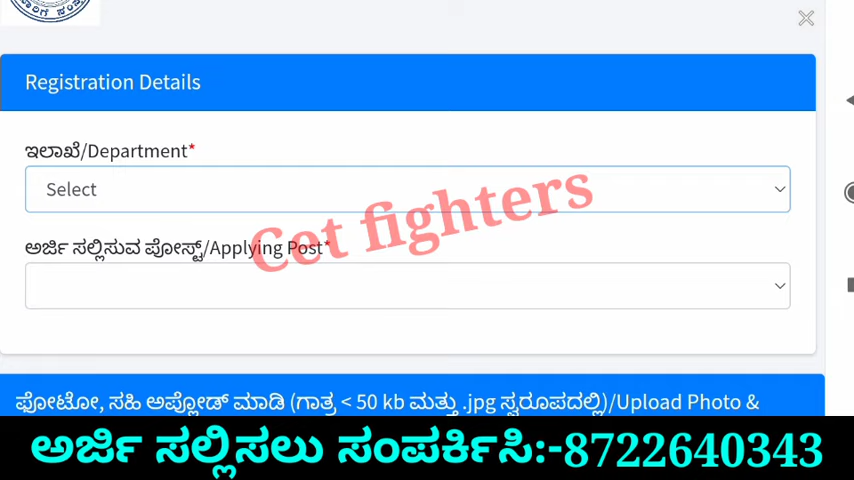 Registration Details
ಇಲಾಖೆ/Department*
Select
Cet fighters
ಅರ್ಜಿ ಸಲ್ಲಿಸುವ ಪೋಸ್ಟ್/Applying Post*
ಫೋಟೋ, ಸಹಿ ಅಪ್ಲೋಡ್ ಮಾಡಿ (ಗಾತ್ರ < 50 kb ಮತ್ತು .jpg ಸ್ವರೂಪದಲ್ಲಿ)/Upload Photo &
ಅರ್ಜಿ ಸಲ್ಲಿಸಲು ಸಂಪರ್ಕಿಸಿ:-8722640343